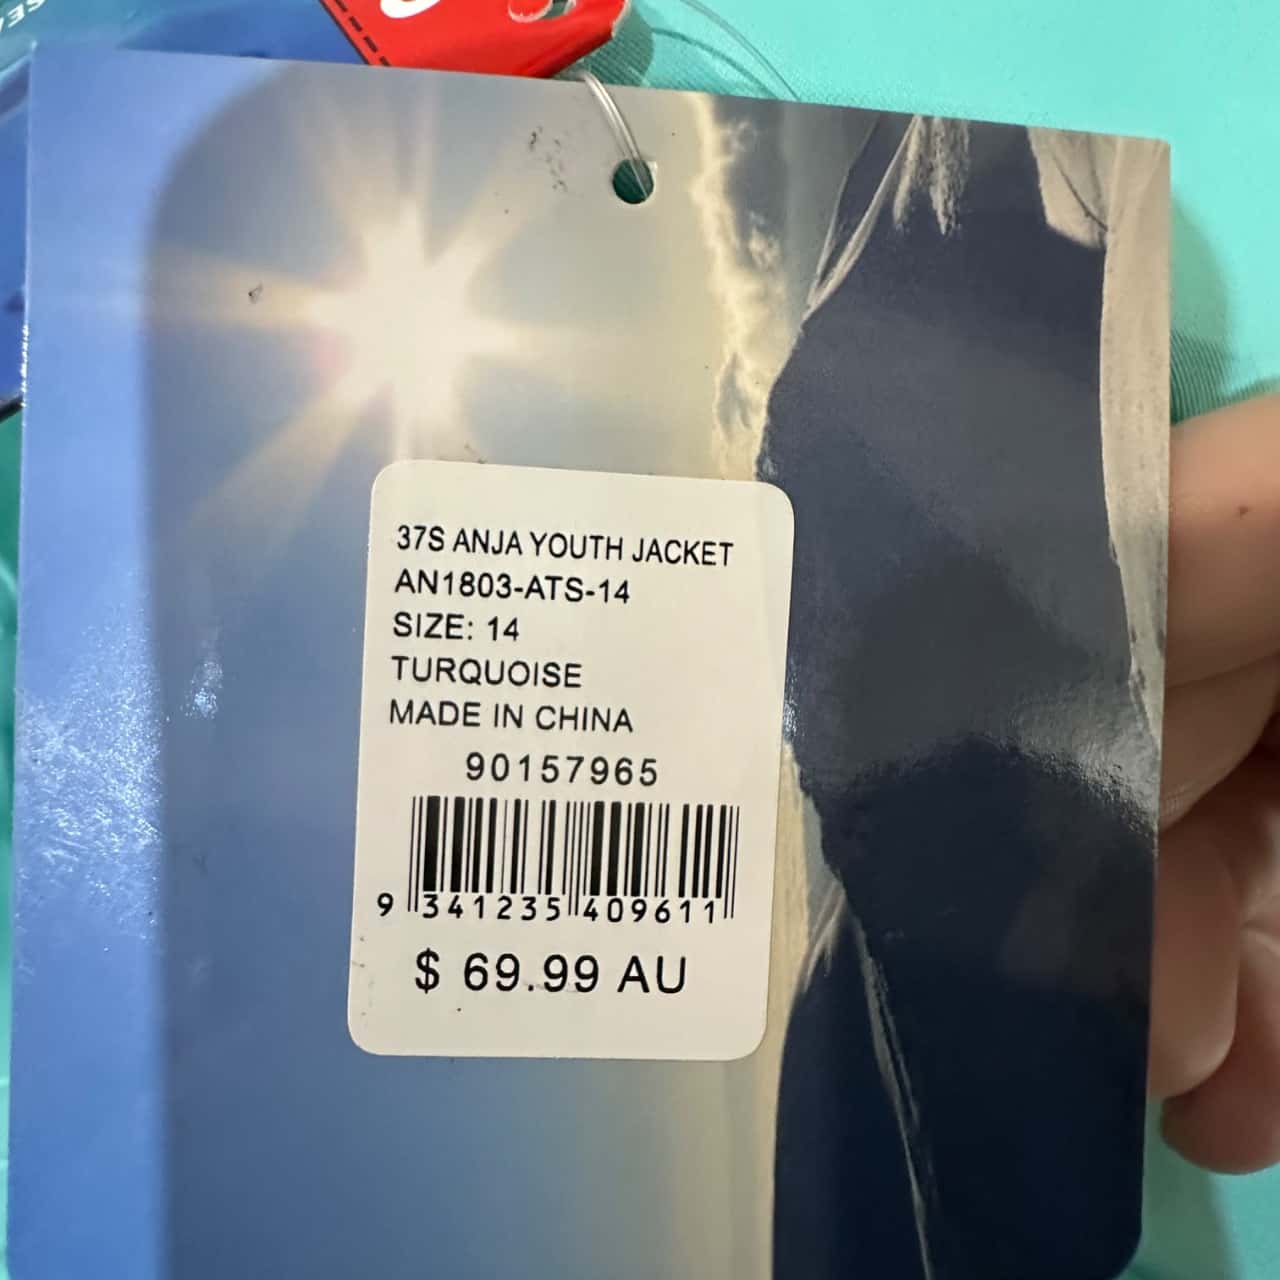 37S ANJA YOUTH JACKET
AN1803-ATS-14
SIZE: 14
TURQUOISE
MADE IN CHINA
90157965
9 341235 409611
$ 69.99 AU